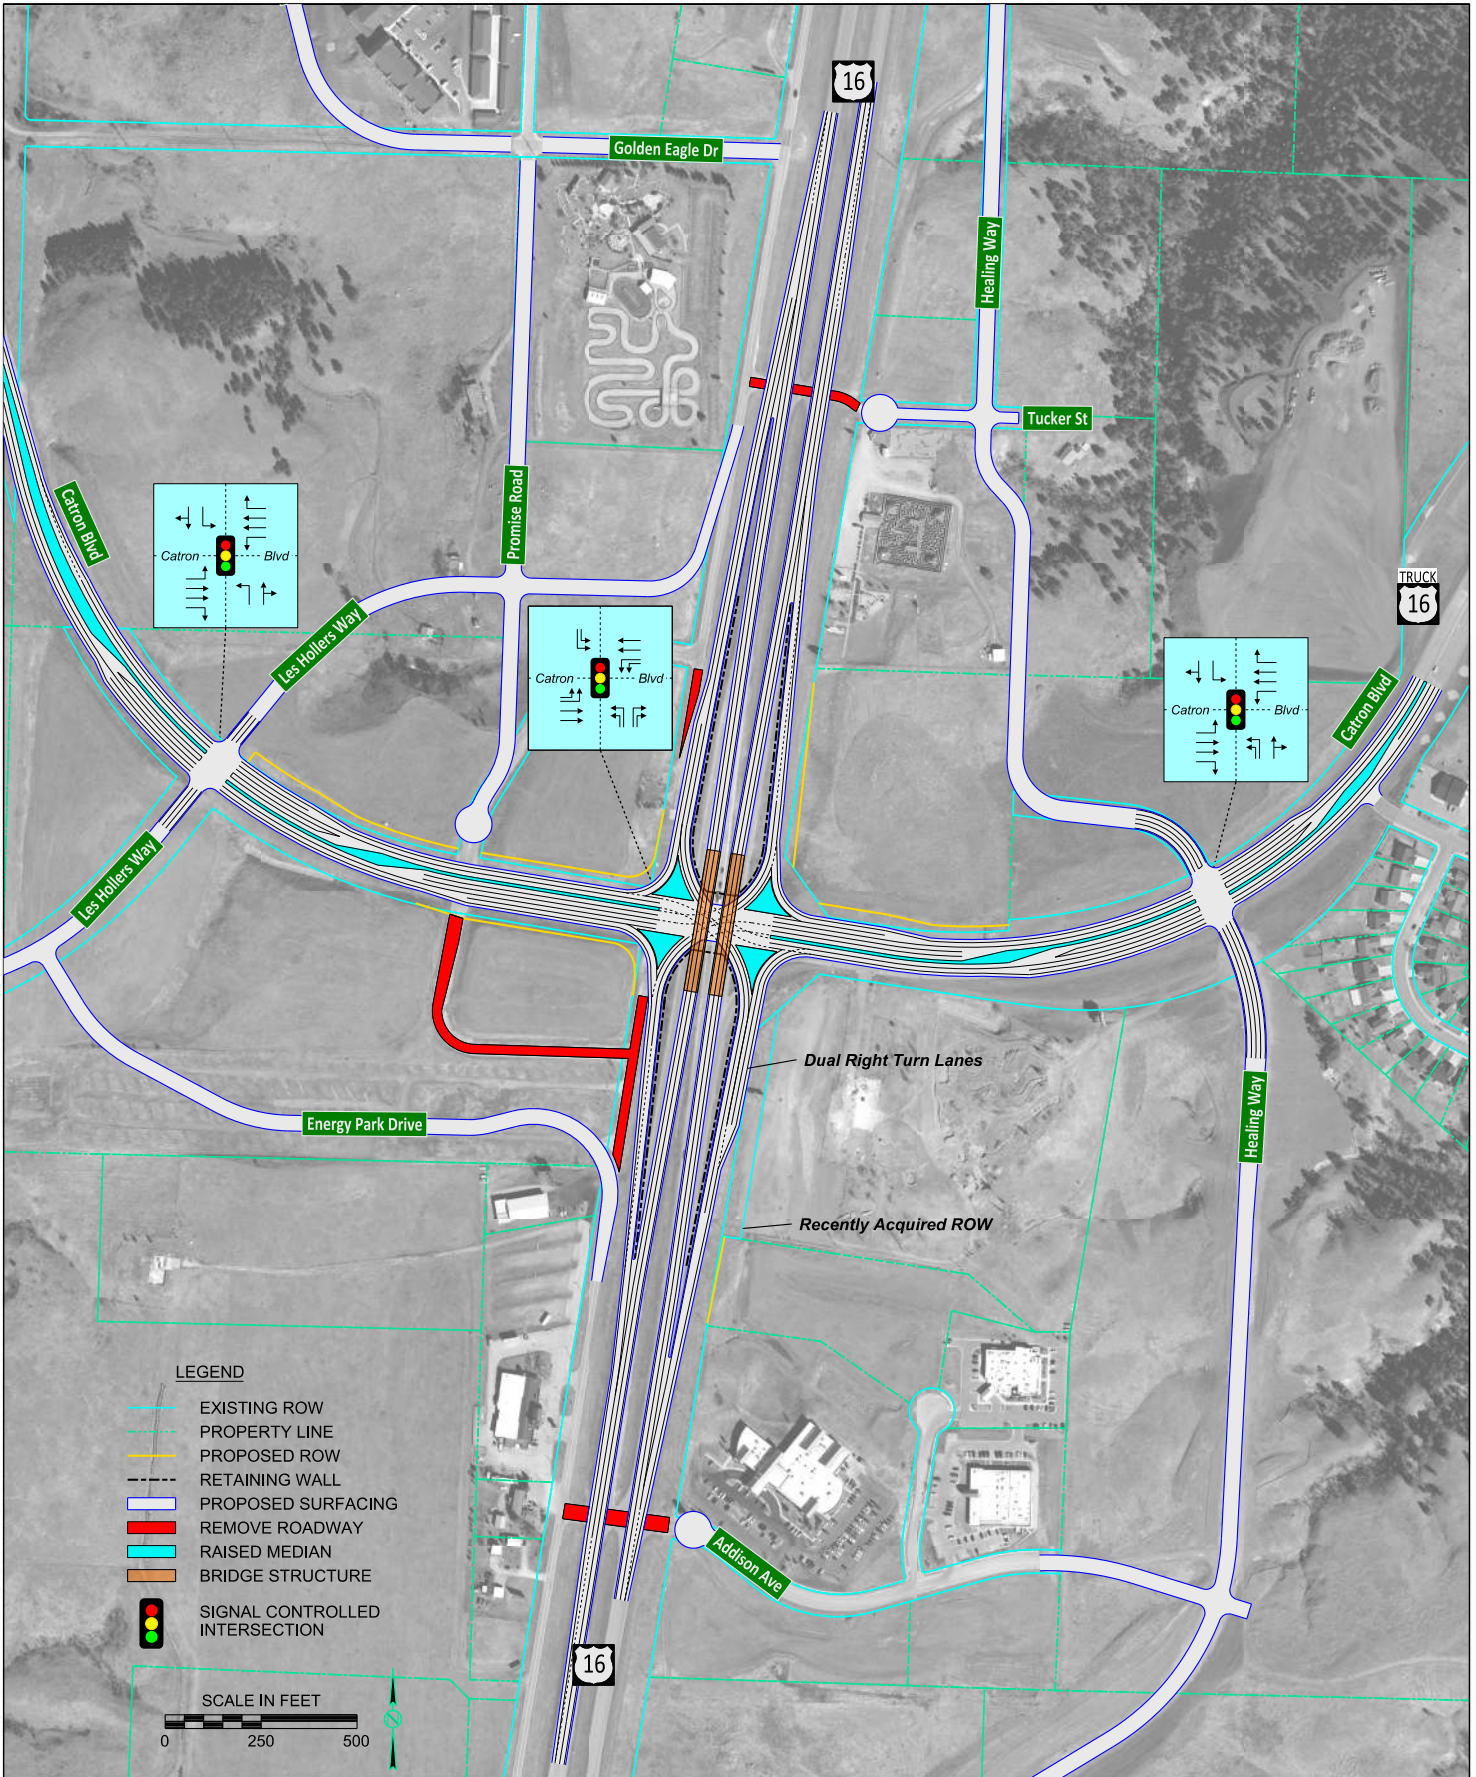 16
Golden Eagle Dr
Healing Way
Tucker St
Catron Blvd
Promise Road
Catron Blvd
TRUCK
16
Les Hollers Way
Catron Blvd
Catron Blvd
Catron Blvd
Les Hollers Way
Dual Right Turn Lanes
Energy Park Drive
Healing Way
Recently Acquired ROW
LEGEND
EXISTING ROW
PROPERTY LINE
PROPOSED ROW
RETAINING WALL
PROPOSED SURFACING
REMOVE ROADWAY
RAISED MEDIAN
BRIDGE STRUCTURE
SIGNAL CONTROLLED
INTERSECTION
Addison Ave
16
SCALE IN FEET
0 250 500